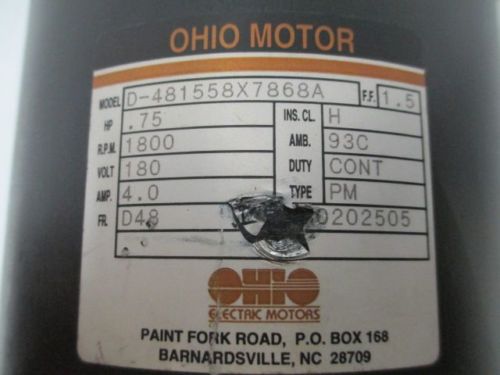 OHIO MOTOR
MODEL D-481558X7868A F.F. 1.5
HP .75 INS. CL. H
R.P.M. 1800 AMB. 93C
VOLT 180 DUTY CONT
AMP. 4.0 TYPE PM
FR. D48 0202505
OHIO
ELECTRIC MOTORS
PAINT FORK ROAD, P.O. BOX 168
BARNARDSVILLE, NC 28709